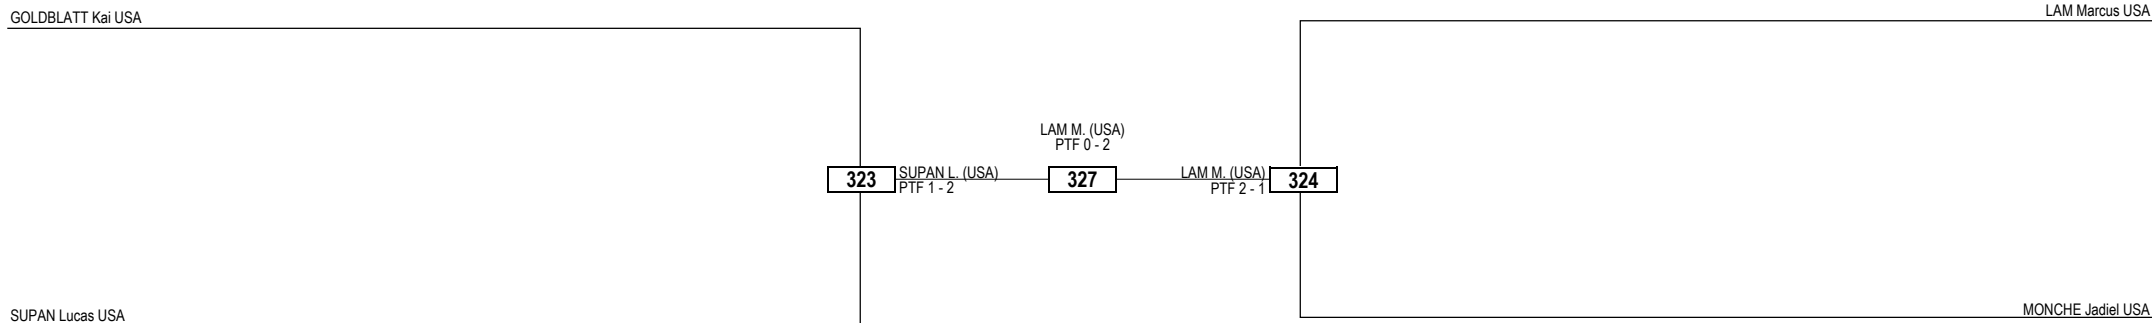 GOLDBLATT Kai USA
LAM Marcus USA
LAM M. (USA)
PTF 0 - 2
323
SUPAN L. (USA)
PTF 1 - 2
327
LAM M. (USA)
PTF 2 - 1
324
SUPAN Lucas USA
MONCHE Jadiel USA